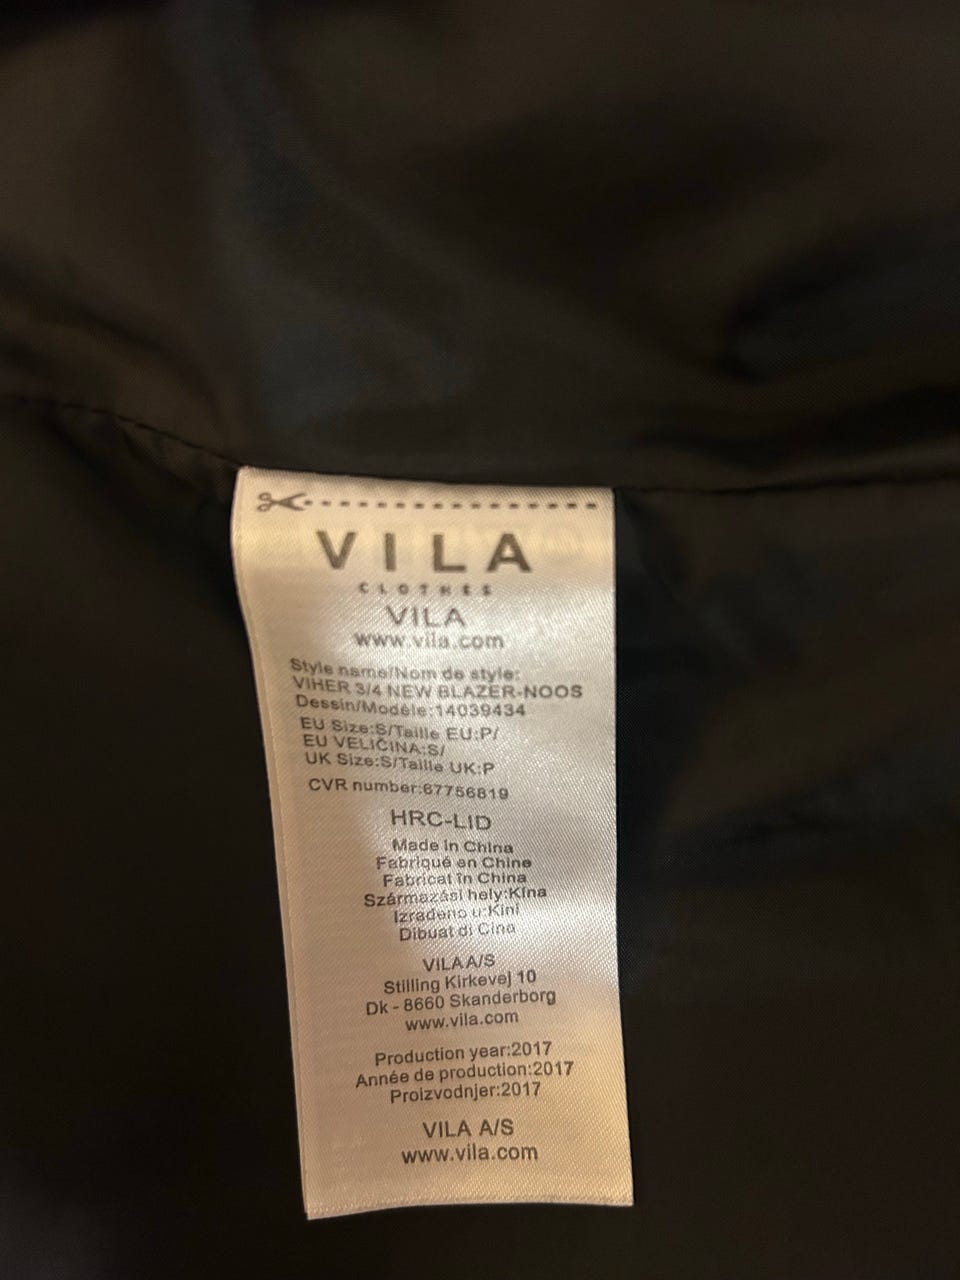 VILA
CLOTHES
VILA
www.vila.com
Style name/Nom de style:
VIHER 3/4 NEW BLAZER-NOOS
Dessin/Modèle:14039434
EU Size:S/Taille EU:P/
EU VELIČINA:S/
UK Size:S/Taille UK:P
CVR number:67756819
HRC-LID
Made in China
Fabriqué en Chine
Fabricat în China
Származási hely:Kína
Izradeno u:Kini
Dibuat di Cina
VILA A/S
Stilling Kirkevej 10
Dk - 8660 Skanderborg
www.vila.com
Production year:2017
Année de production:2017
Proizvodnjer:2017
VILA A/S
www.vila.com